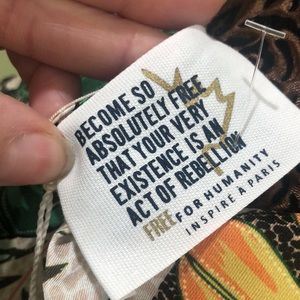 BECOME SO
ABSOLUTELY FREE
THAT YOUR VERY
EXISTENCE IS AN
ACT OF REBELLION
FREE FOR HUMANITY
INSPIRE À PARIS